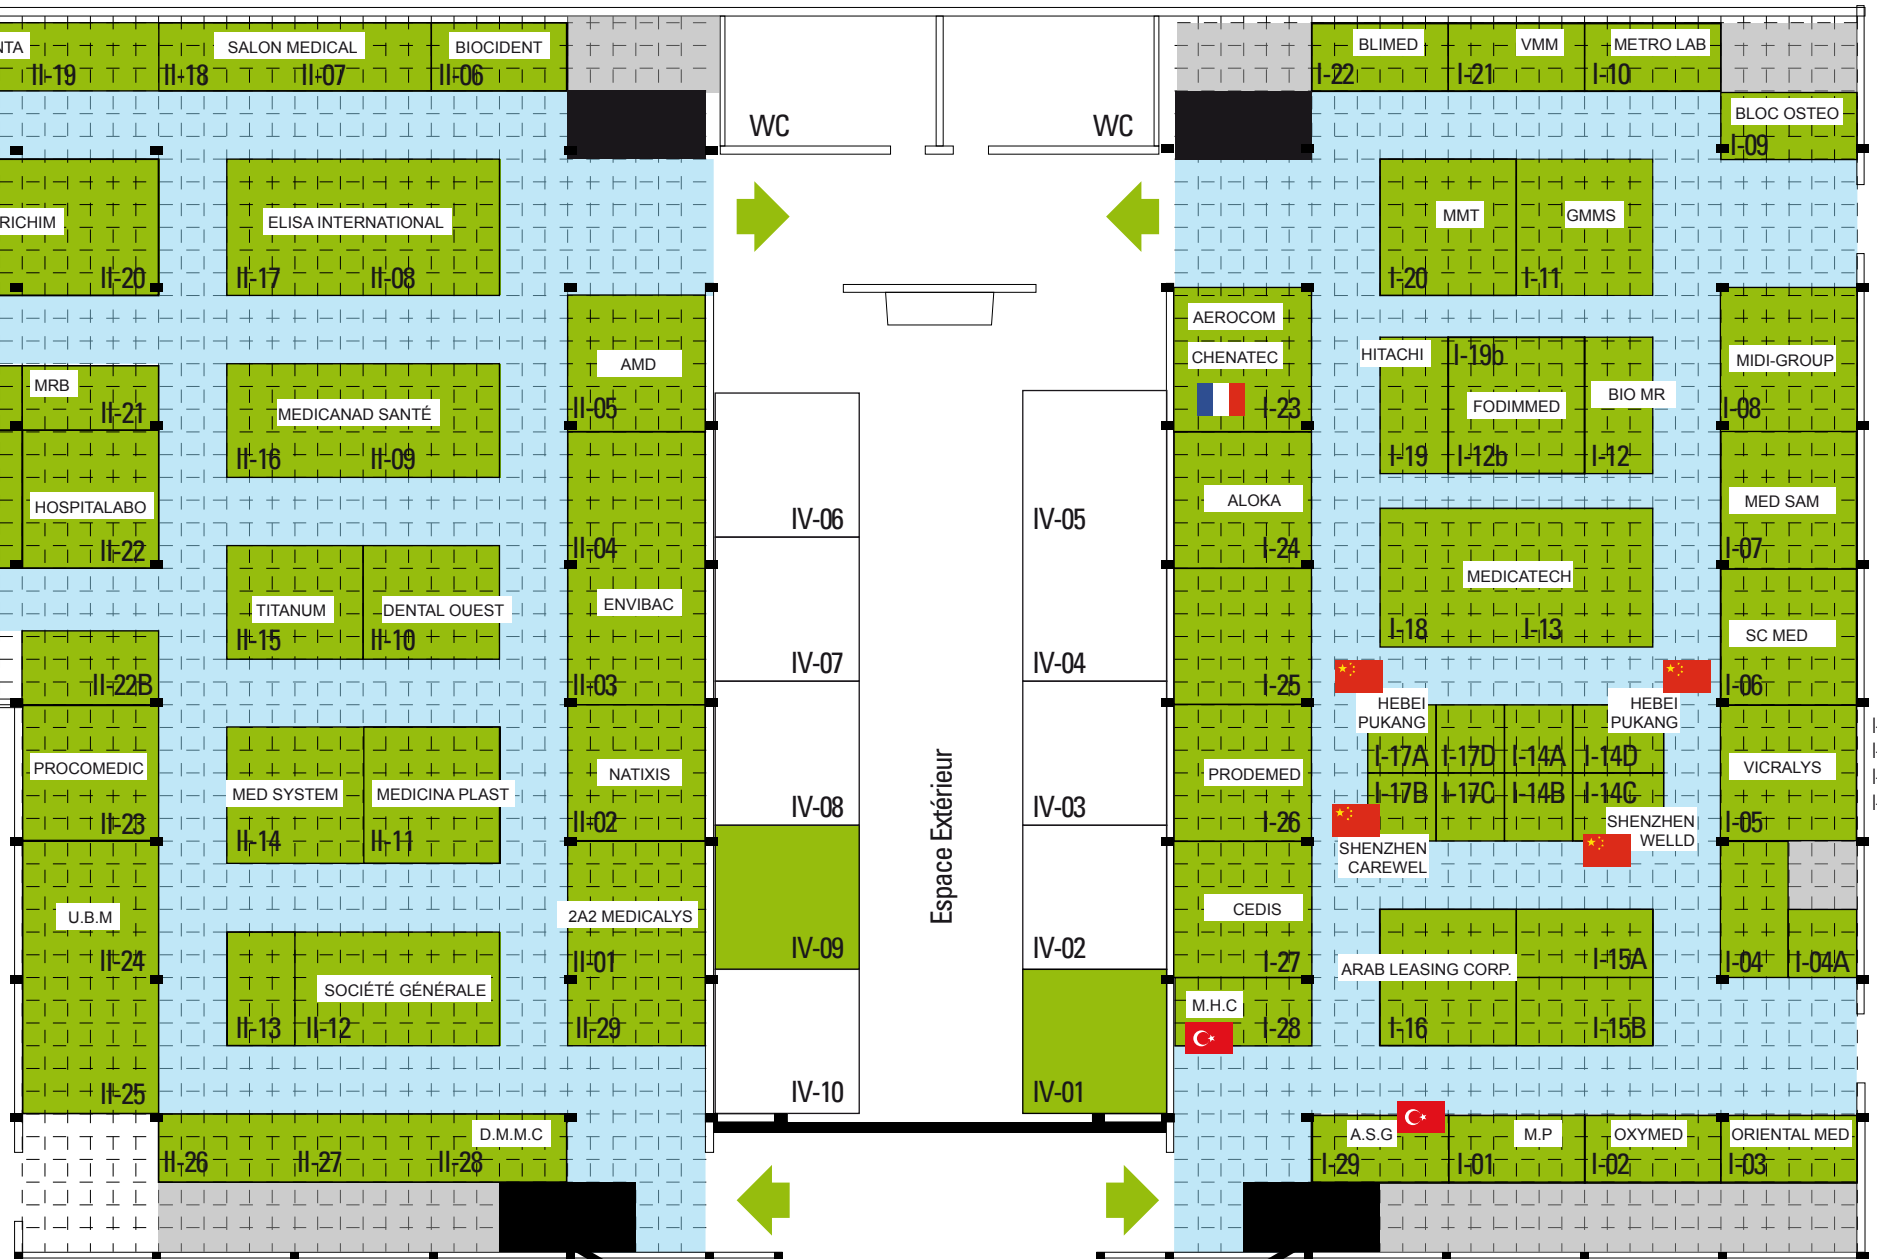 NTA
II-19
SALON MEDICAL
II-18
II-07
BIOCIDENT
II-06
WC
WC
BLIMED
I-22
VMM
I-21
METRO LAB
I-10
BLOC OSTEO
I-09
RICHIM
II-20
ELISA INTERNATIONAL
II-17
II-08
MMT
I-20
GMMS
I-11
MRB
II-21
HOSPITALABO
II-22
MEDICANAD SANTÉ
II-16
II-09
AMD
II-05
II-04
AEROCOM
CHENATEC
I-23
ALOKA
I-24
HITACHI
I-19
I-19b
FODIMMED
I-12b
BIO MR
I-12
MIDI-GROUP
I-08
MED SAM
I-07
TITANUM
II-15
DENTAL OUEST
II-10
ENVIBAC
II-03
IV-06
IV-07
IV-08
IV-09
IV-10
Espace Extérieur
IV-05
IV-04
IV-03
IV-02
IV-01
I-25
MEDICATECH
I-18
I-13
SC MED
I-06
II-22B
PROCOMEDIC
II-23
MED SYSTEM
II-14
MEDICINA PLAST
II-11
NATIXIS
II-02
PRODEMED
I-26
HEBEI
PUKANG
HEBEI
PUKANG
I-17A
I-17D
I-14A
I-14D
I-17B
I-17C
I-14B
I-14C
SHENZHEN
CAREWEL
SHENZHEN
WELLD
VICRALYS
I-05
U.B.M
II-24
II-25
II-13
SOCIÉTÉ GÉNÉRALE
II-12
2A2 MEDICALYS
II-01
II-29
CEDIS
I-27
M.H.C
I-28
ARAB LEASING CORP.
I-16
I-15A
I-15B
I-04
I-04A
D.M.M.C
II-26
II-27
II-28
A.S.G
I-29
M.P
I-01
OXYMED
I-02
ORIENTAL MED
I-03